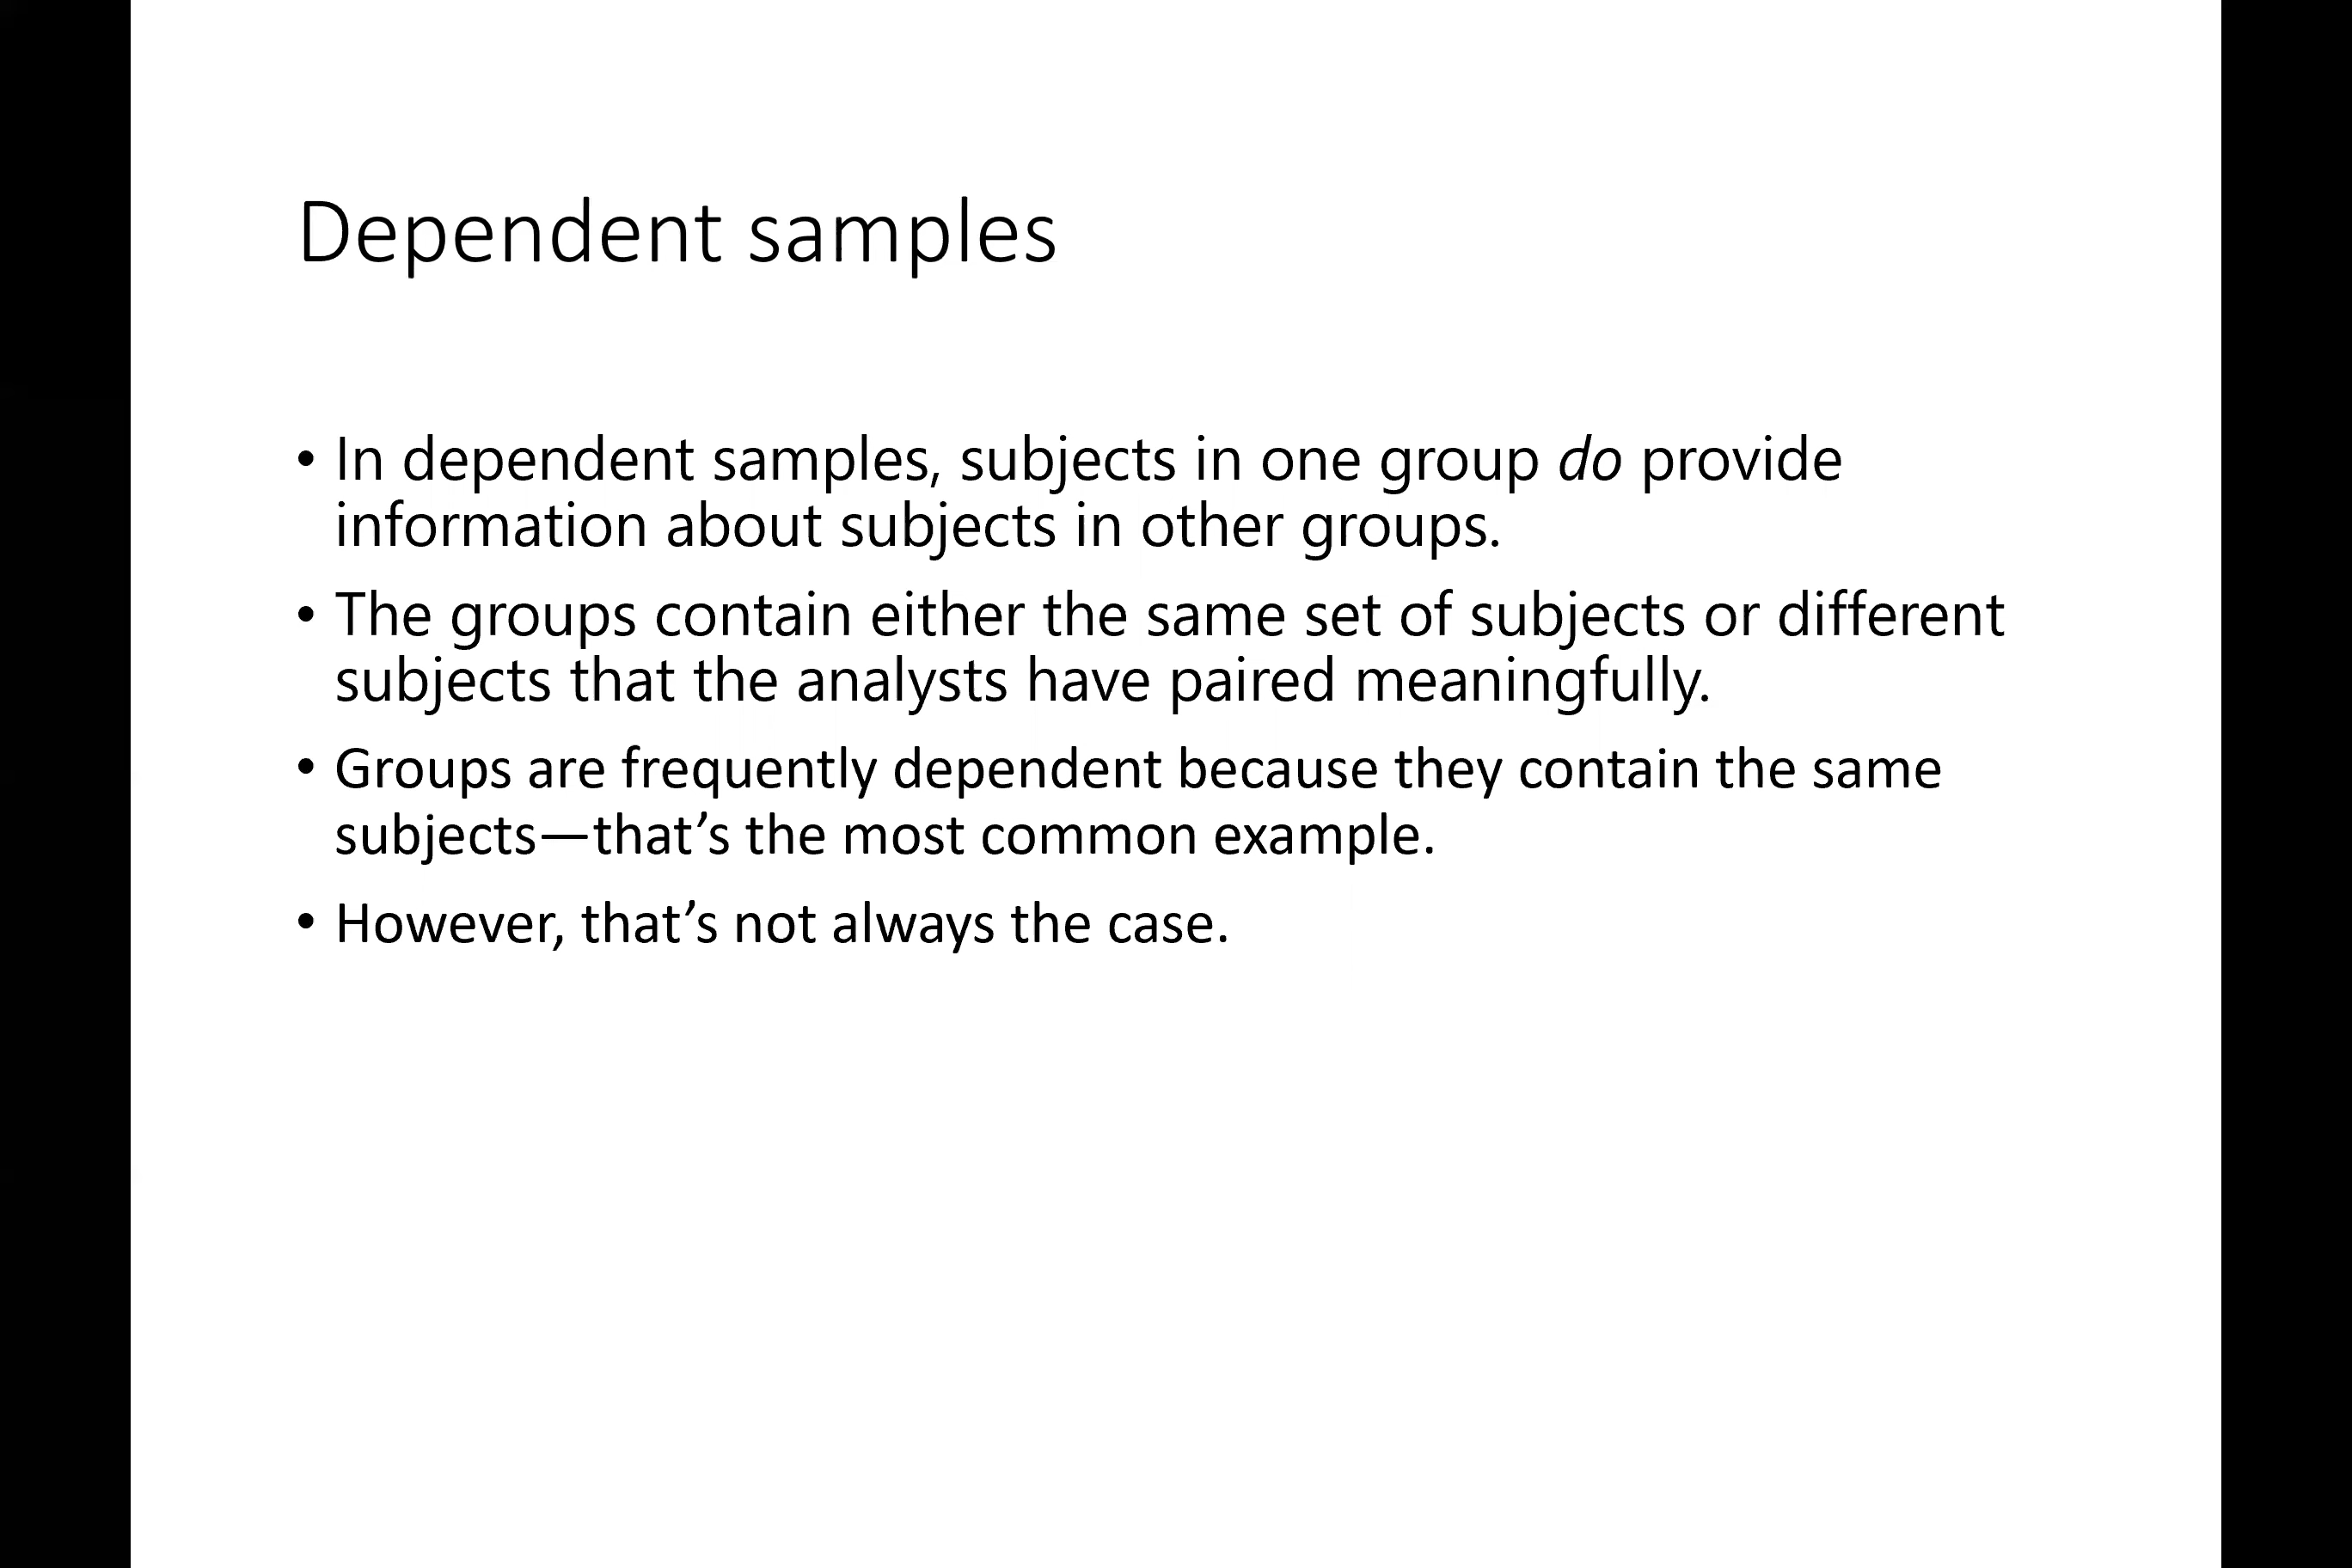 Dependent samples
• In dependent samples, subjects in one group do provide
information about subjects in other groups.
• The groups contain either the same set of subjects or different
subjects that the analysts have paired meaningfully.
• Groups are frequently dependent because they contain the same
subjects—that’s the most common example.
• However, that’s not always the case.